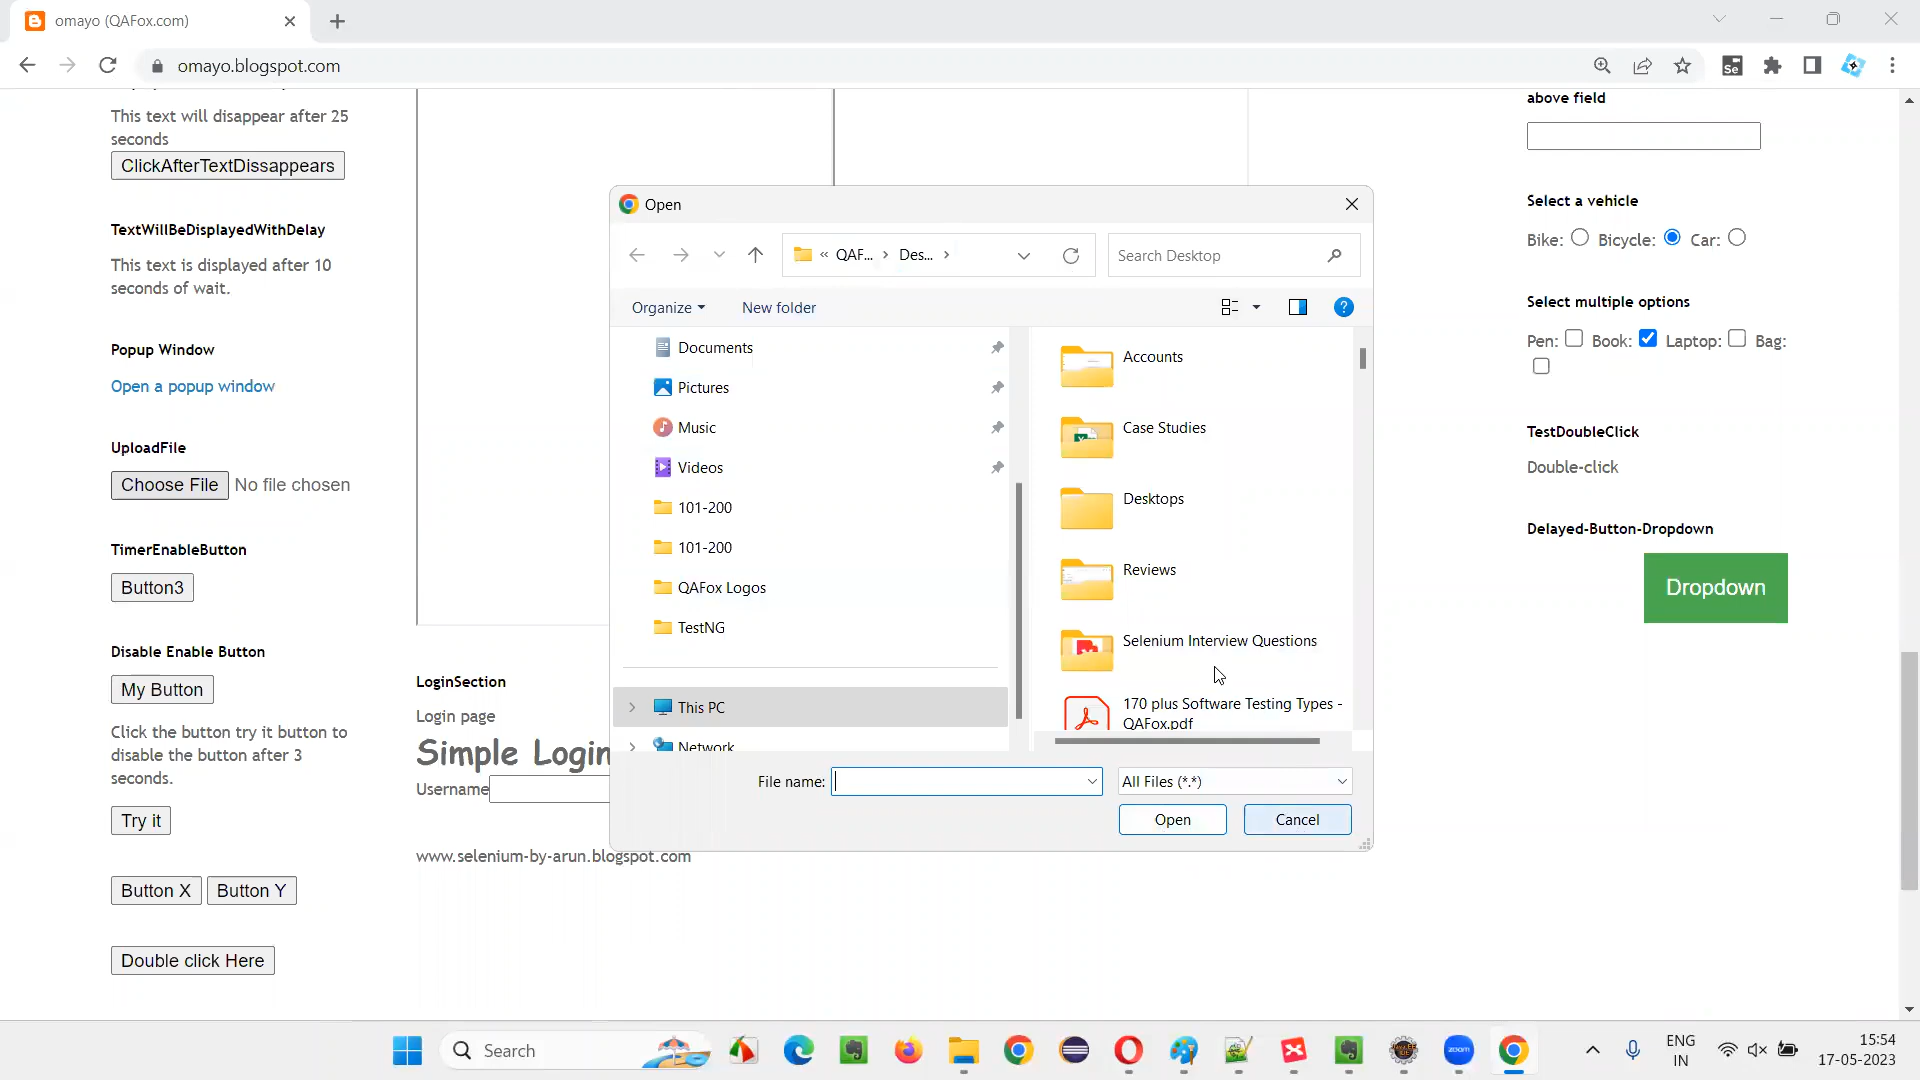 omayo (QAFox.com)
omayo.blogspot.com
This text will disappear after 25
seconds
ClickAfterTextDissappears
TextWillBeDisplayedWithDelay
This text is displayed after 10
seconds of wait.
Popup Window
Open a popup window
UploadFile
Choose File No file chosen
TimerEnableButton
Button3
Disable Enable Button
My Button
Click the button try it button to
disable the button after 3
seconds.
Try it
Button X Button Y
Double click Here
LoginSection
Login page
Simple Login
Username
www.selenium-by-arun.blogspot.com
Open
« QAF... › Des... ›
Search Desktop
Organize
New folder
Documents
Pictures
Music
Videos
101-200
101-200
QAFox Logos
TestNG
This PC
Network
Accounts
Case Studies
Desktops
Reviews
Selenium Interview Questions
170 plus Software Testing Types -
QAFox.pdf
File name:
All Files (*.*)
Open
Cancel
above field
Select a vehicle
Bike: Bicycle: Car:
Select multiple options
Pen: Book: Laptop: Bag:
TestDoubleClick
Double-click
Delayed-Button-Dropdown
Dropdown
Search
Se
zoom
ENG
IN
15:54
17-05-2023